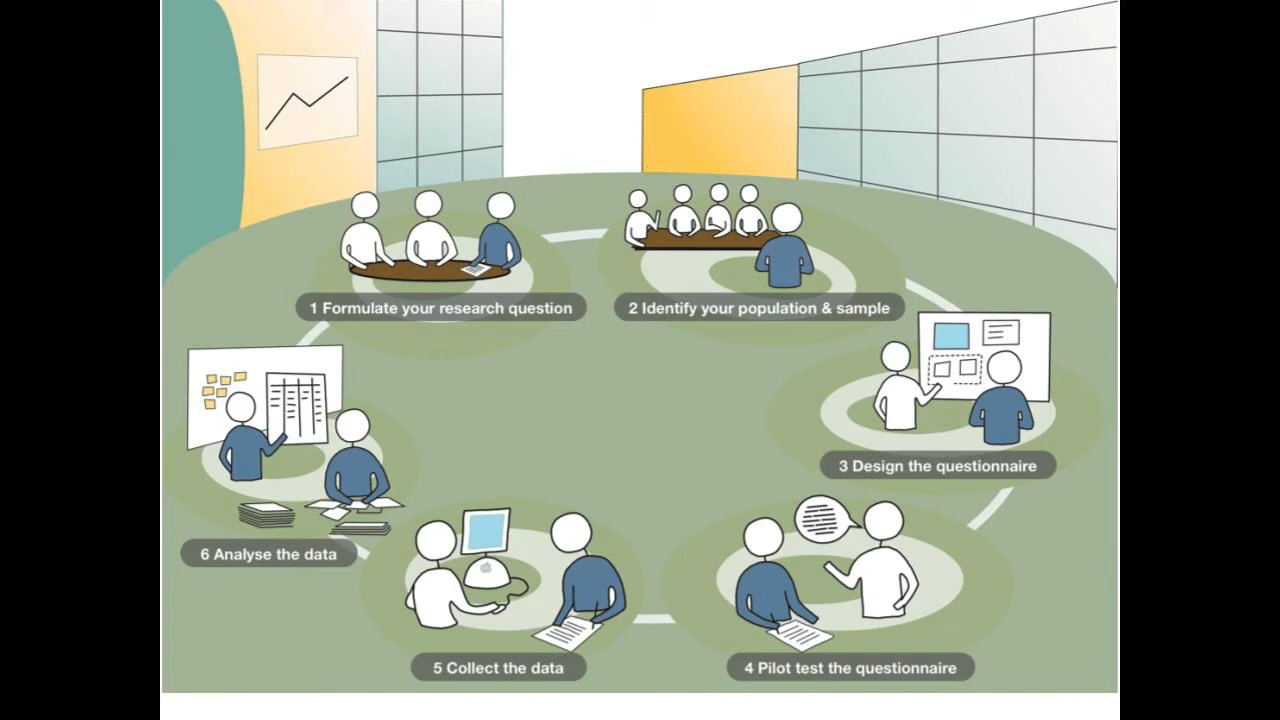 1 Formulate your research question
2 Identify your population & sample
3 Design the questionnaire
4 Pilot test the questionnaire
5 Collect the data
6 Analyse the data